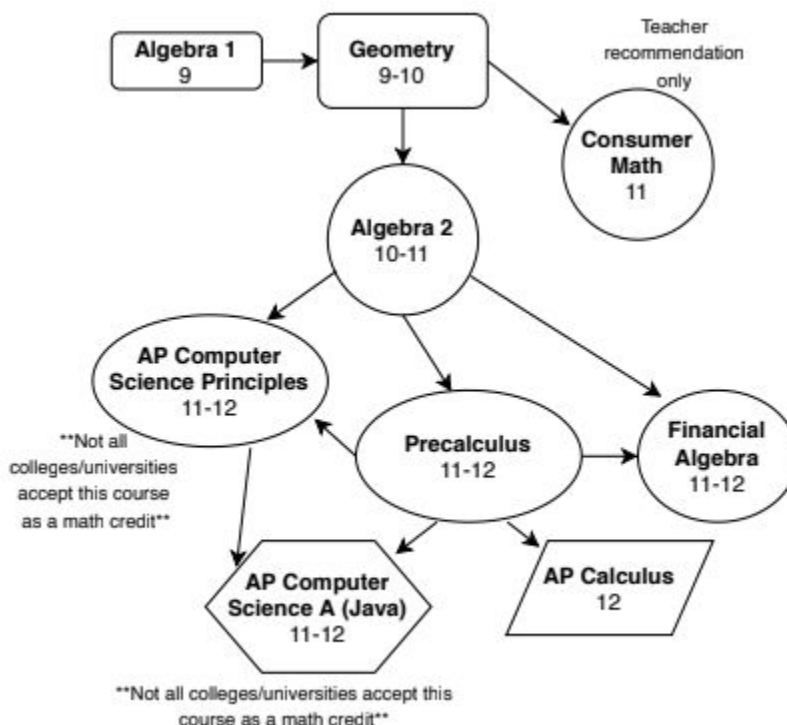 Algebra 1
9
Geometry
9-10
Teacher
recommendation
only
Consumer
Math
11
Algebra 2
10-11
AP Computer
Science Principles
11-12
**Not all
colleges/universities
accept this course
as a math credit**
Precalculus
11-12
Financial
Algebra
11-12
AP Computer
Science A (Java)
11-12
**Not all colleges/universities accept this
course as a math credit**
AP Calculus
12